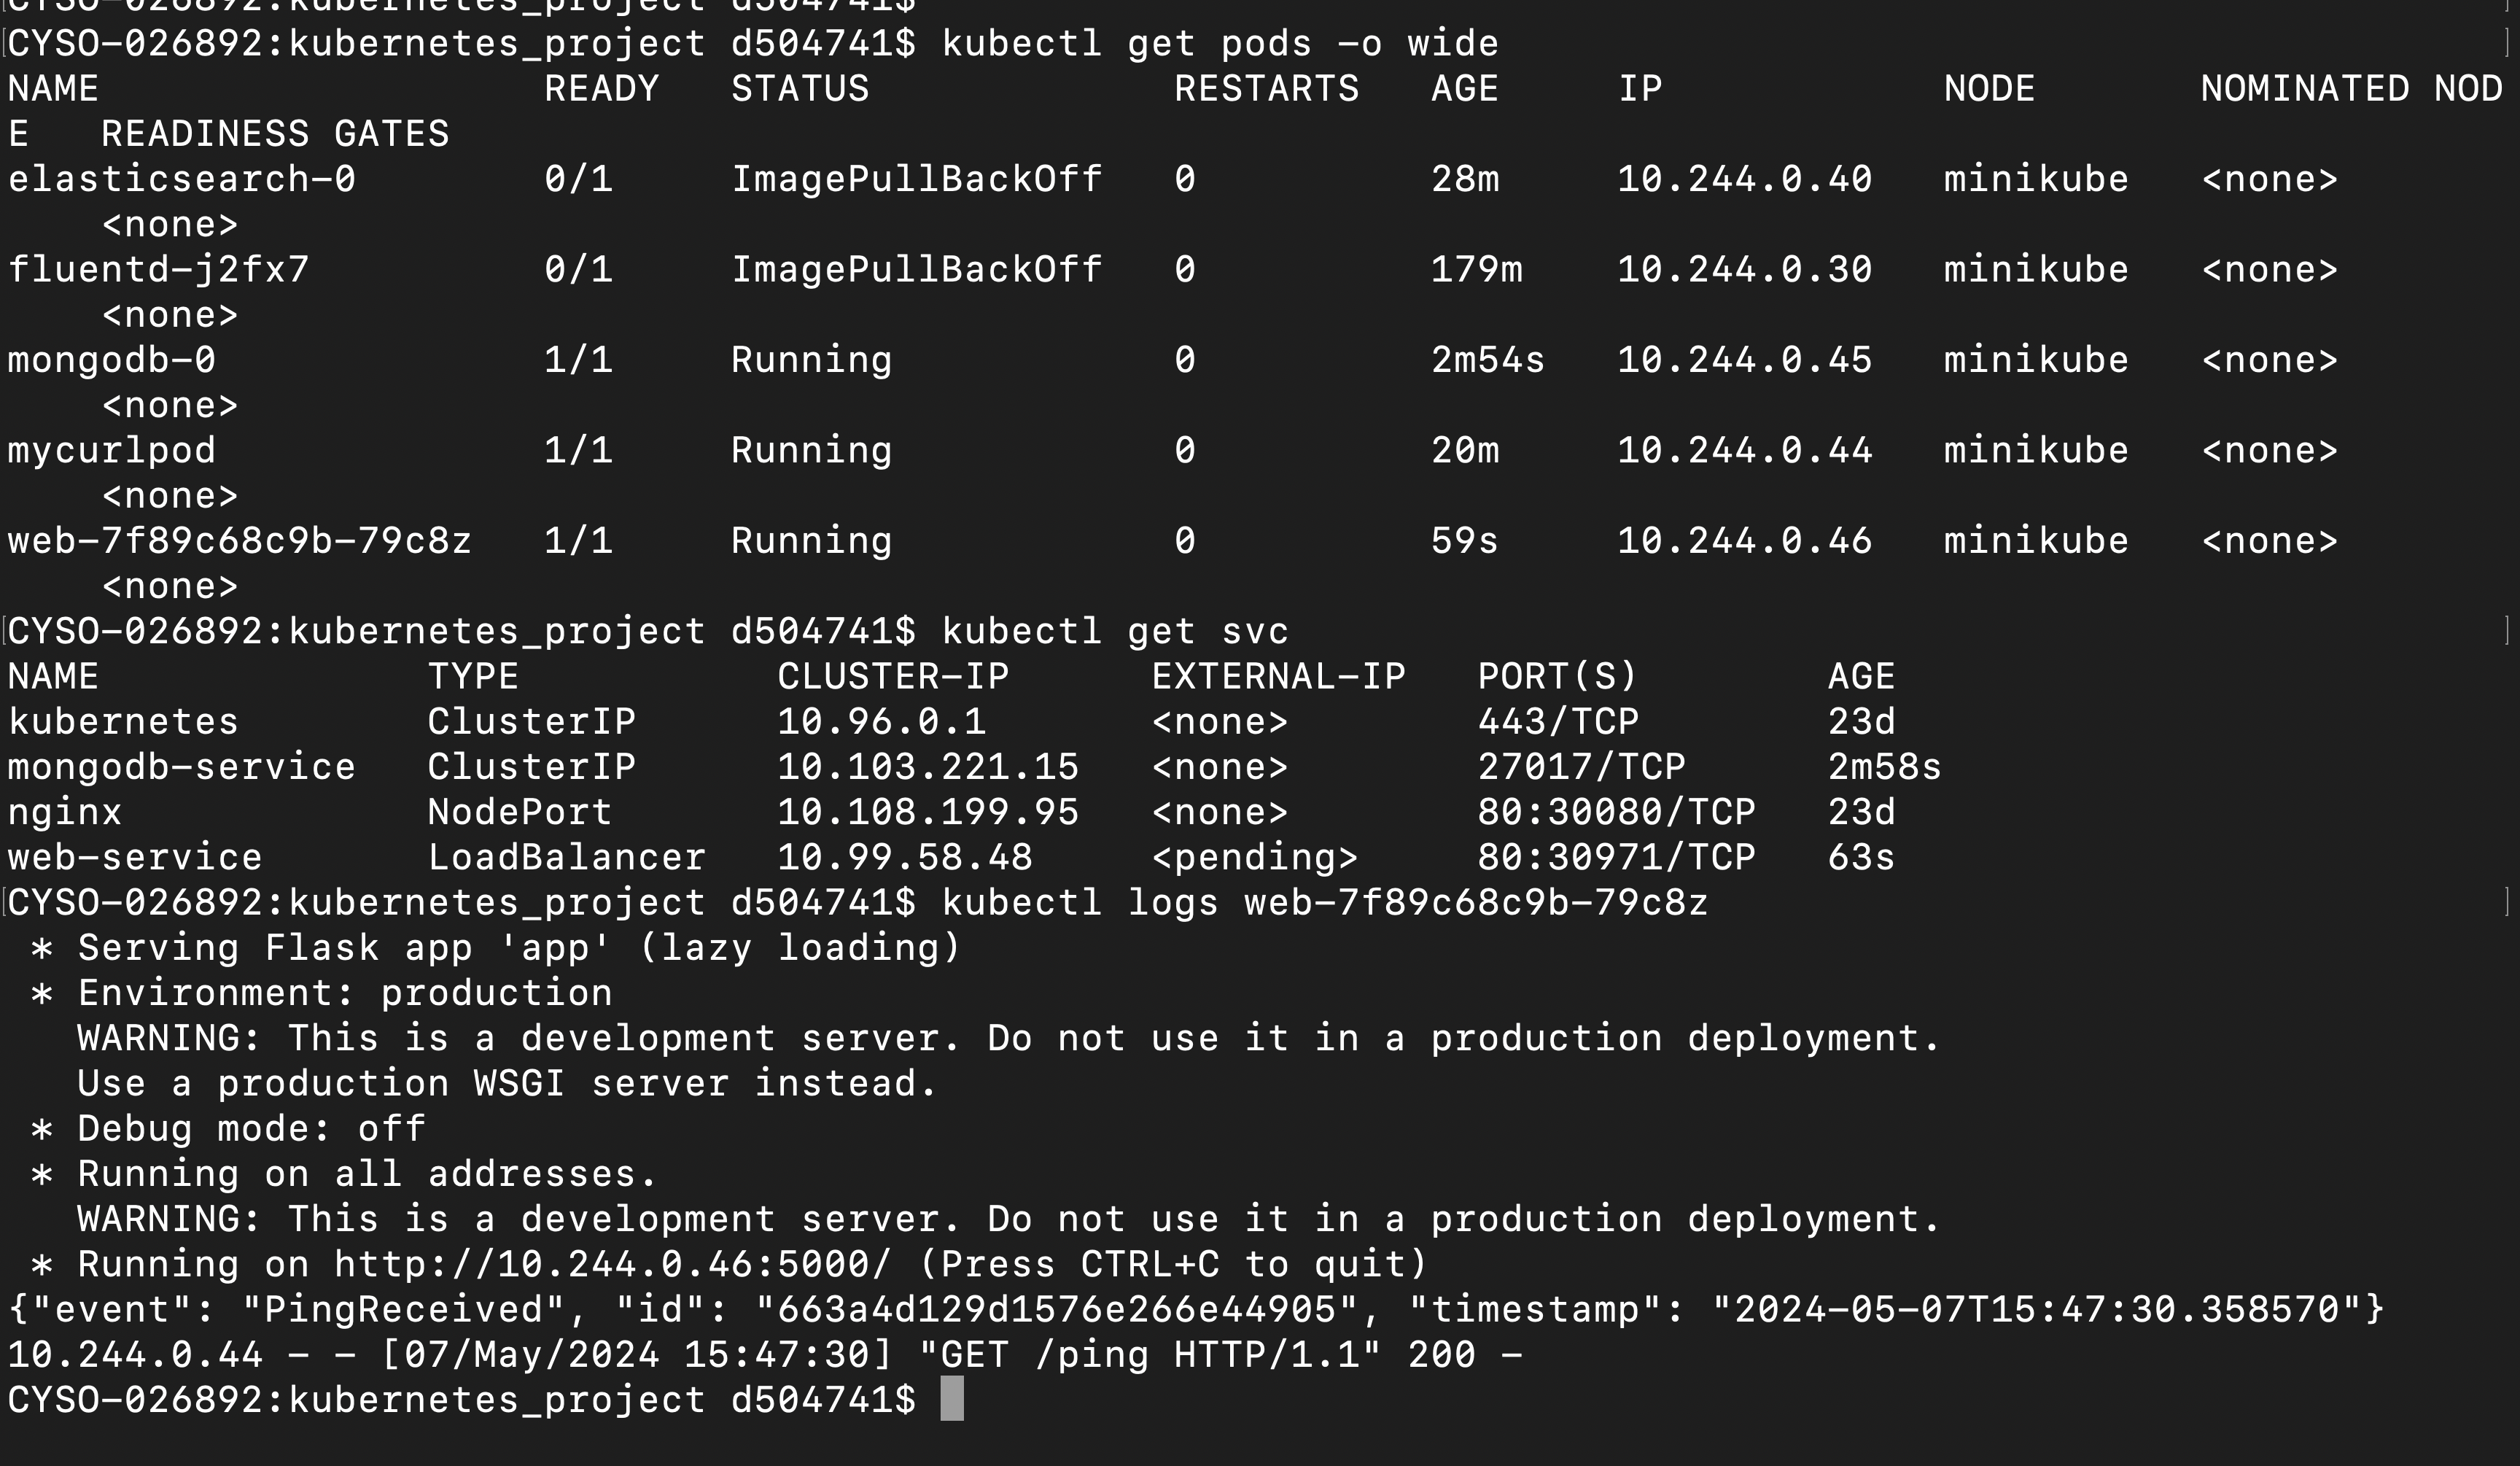 CYSO-026892:kubernetes_project d504741$
CYSO-026892:kubernetes_project d504741$ kubectl get pods -o wide
NAME                   READY   STATUS             RESTARTS   AGE     IP            NODE       NOMINATED NOD
E   READINESS GATES
elasticsearch-0        0/1     ImagePullBackOff   0          28m     10.244.0.40   minikube   <none>
    <none>
fluentd-j2fx7          0/1     ImagePullBackOff   0          179m    10.244.0.30   minikube   <none>
    <none>
mongodb-0              1/1     Running            0          2m54s   10.244.0.45   minikube   <none>
    <none>
mycurlpod              1/1     Running            0          20m     10.244.0.44   minikube   <none>
    <none>
web-7f89c68c9b-79c8z   1/1     Running            0          59s     10.244.0.46   minikube   <none>
    <none>
CYSO-026892:kubernetes_project d504741$ kubectl get svc
NAME              TYPE           CLUSTER-IP      EXTERNAL-IP   PORT(S)        AGE
kubernetes        ClusterIP      10.96.0.1       <none>        443/TCP        23d
mongodb-service   ClusterIP      10.103.221.15   <none>        27017/TCP      2m58s
nginx             NodePort       10.108.199.95   <none>        80:30080/TCP   23d
web-service       LoadBalancer   10.99.58.48     <pending>     80:30971/TCP   63s
CYSO-026892:kubernetes_project d504741$ kubectl logs web-7f89c68c9b-79c8z
 * Serving Flask app 'app' (lazy loading)
 * Environment: production
   WARNING: This is a development server. Do not use it in a production deployment.
   Use a production WSGI server instead.
 * Debug mode: off
 * Running on all addresses.
   WARNING: This is a development server. Do not use it in a production deployment.
 * Running on http://10.244.0.46:5000/ (Press CTRL+C to quit)
{"event": "PingReceived", "id": "663a4d129d1576e266e44905", "timestamp": "2024-05-07T15:47:30.358570"}
10.244.0.44 - - [07/May/2024 15:47:30] "GET /ping HTTP/1.1" 200 -
CYSO-026892:kubernetes_project d504741$